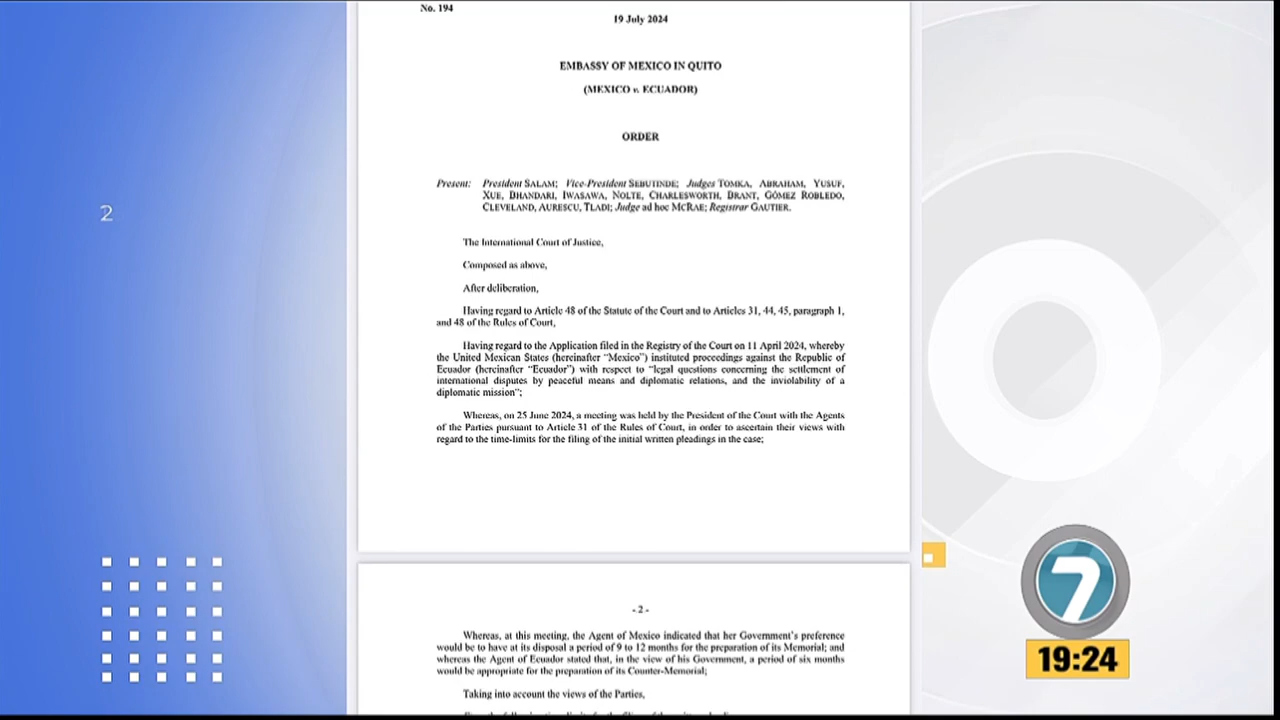 No. 194
19 July 2024
EMBASSY OF MEXICO IN QUITO
(MEXICO v. ECUADOR)
ORDER
Present: President SALAM; Vice-President SEBUTINDE; Judges TOMKA, ABRAHAM, YUSUF,
XUE, BHANDARI, IWASAWA, NOLTE, CHARLESWORTH, BRANT, GÓMEZ ROBLEDO,
CLEVELAND, AURESCU, TLADI; Judge ad hoc MCRAE; Registrar GAUTIER.
The International Court of Justice,
Composed as above,
After deliberation,
Having regard to Article 48 of the Statute of the Court and to Articles 31, 44, 45, paragraph 1,
and 48 of the Rules of Court,
Having regard to the Application filed in the Registry of the Court on 11 April 2024, whereby
the United Mexican States (hereinafter “Mexico”) instituted proceedings against the Republic of
Ecuador (hereinafter “Ecuador”) with respect to “legal questions concerning the settlement of
international disputes by peaceful means and diplomatic relations, and the inviolability of a
diplomatic mission”;
Whereas, on 25 June 2024, a meeting was held by the President of the Court with the Agents
of the Parties pursuant to Article 31 of the Rules of Court, in order to ascertain their views with
regard to the time-limits for the filing of the initial written pleadings in the case;
- 2 -
Whereas, at this meeting, the Agent of Mexico indicated that her Government’s preference
would be to have at its disposal a period of 9 to 12 months for the preparation of its Memorial; and
whereas the Agent of Ecuador stated that, in the view of his Government, a period of six months
would be appropriate for the preparation of its Counter-Memorial;
Taking into account the views of the Parties,
2
7
19:24